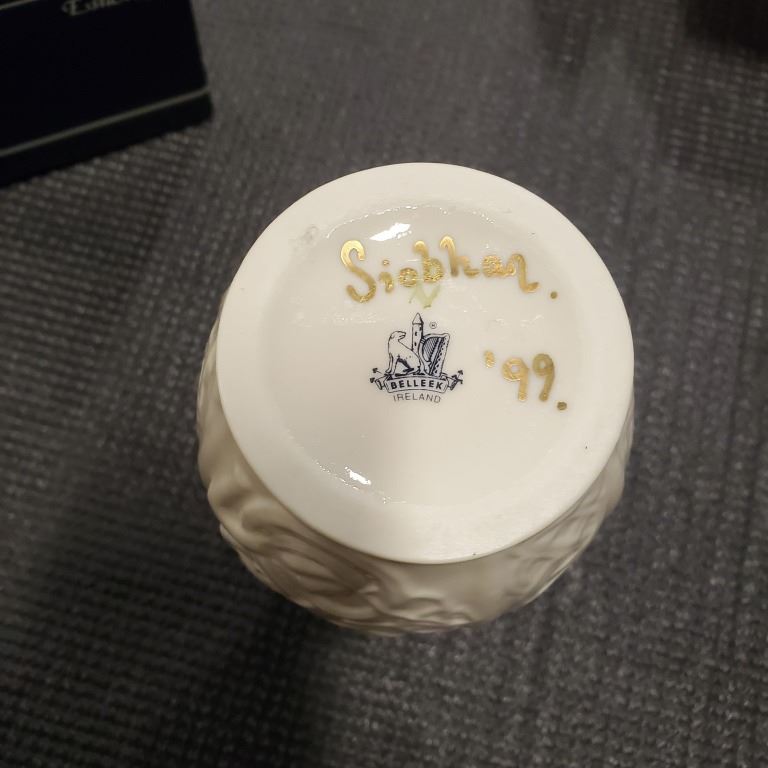 Siobhan.
®
BELLEEK
IRELAND
'99.